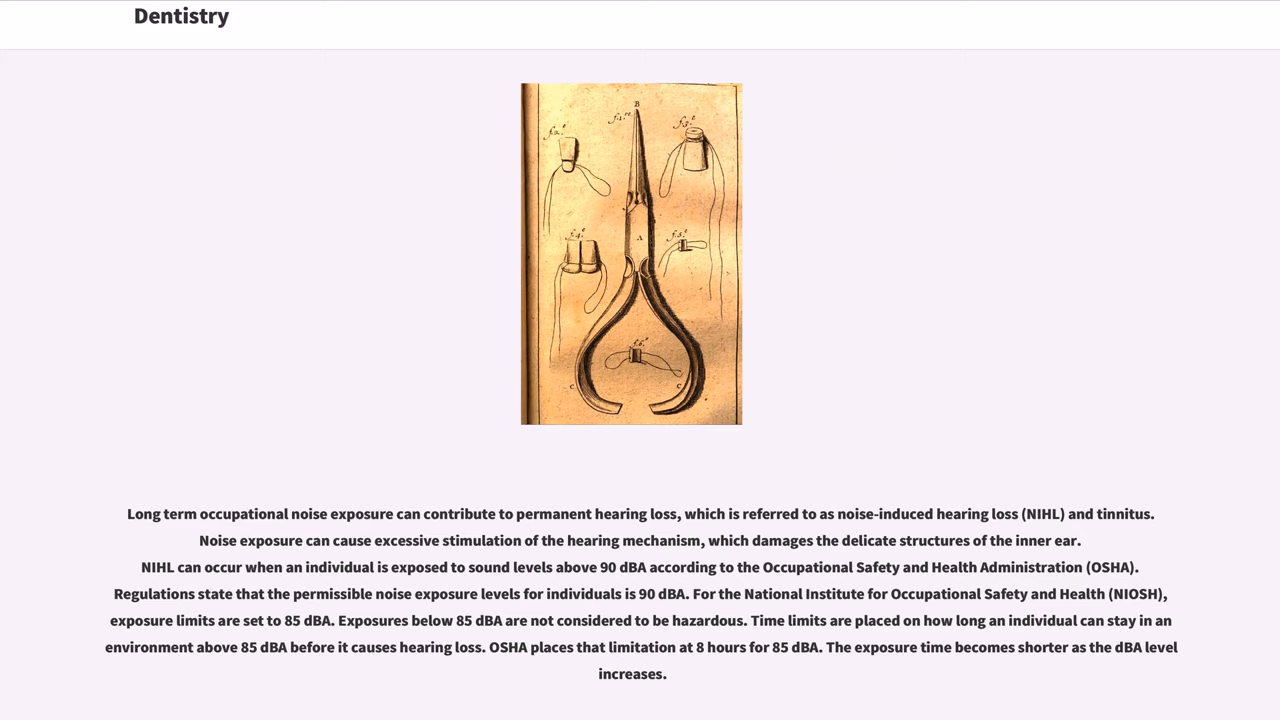 Dentistry
B
A
C
C
Long term occupational noise exposure can contribute to permanent hearing loss, which is referred to as noise-induced hearing loss (NIHL) and tinnitus.
Noise exposure can cause excessive stimulation of the hearing mechanism, which damages the delicate structures of the inner ear.
NIHL can occur when an individual is exposed to sound levels above 90 dBA according to the Occupational Safety and Health Administration (OSHA).
Regulations state that the permissible noise exposure levels for individuals is 90 dBA. For the National Institute for Occupational Safety and Health (NIOSH),
exposure limits are set to 85 dBA. Exposures below 85 dBA are not considered to be hazardous. Time limits are placed on how long an individual can stay in an
environment above 85 dBA before it causes hearing loss. OSHA places that limitation at 8 hours for 85 dBA. The exposure time becomes shorter as the dBA level
increases.